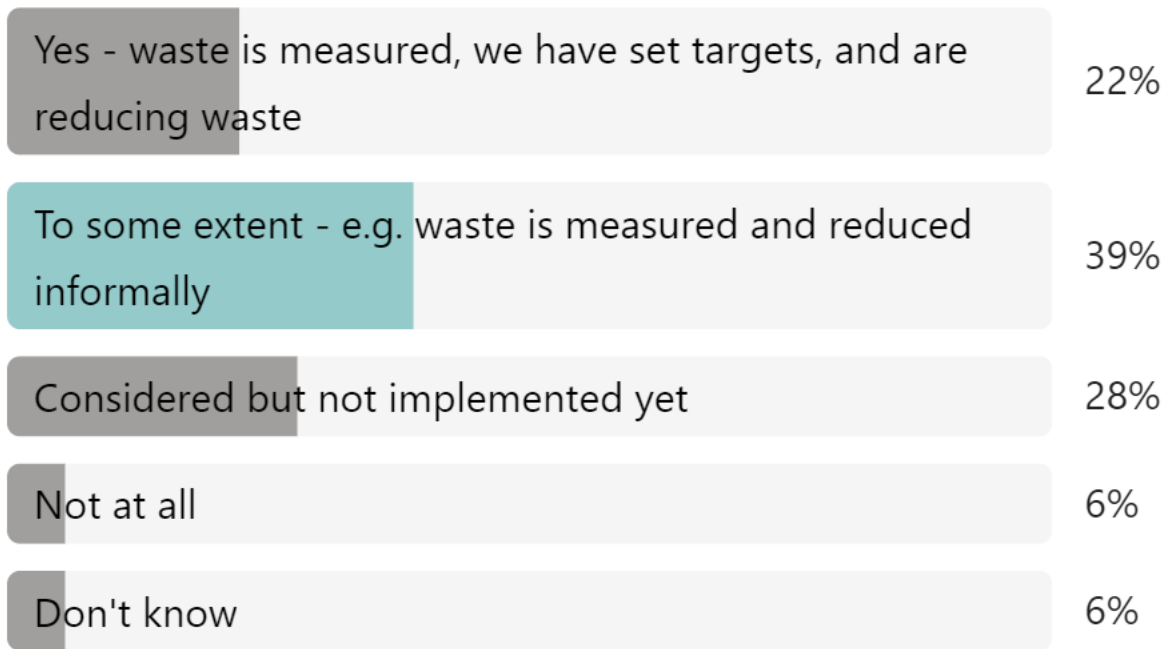 Yes - waste is measured, we have set targets, and are
reducing waste
22%
To some extent - e.g. waste is measured and reduced
informally
39%
Considered but not implemented yet
28%
Not at all
6%
Don't know
6%